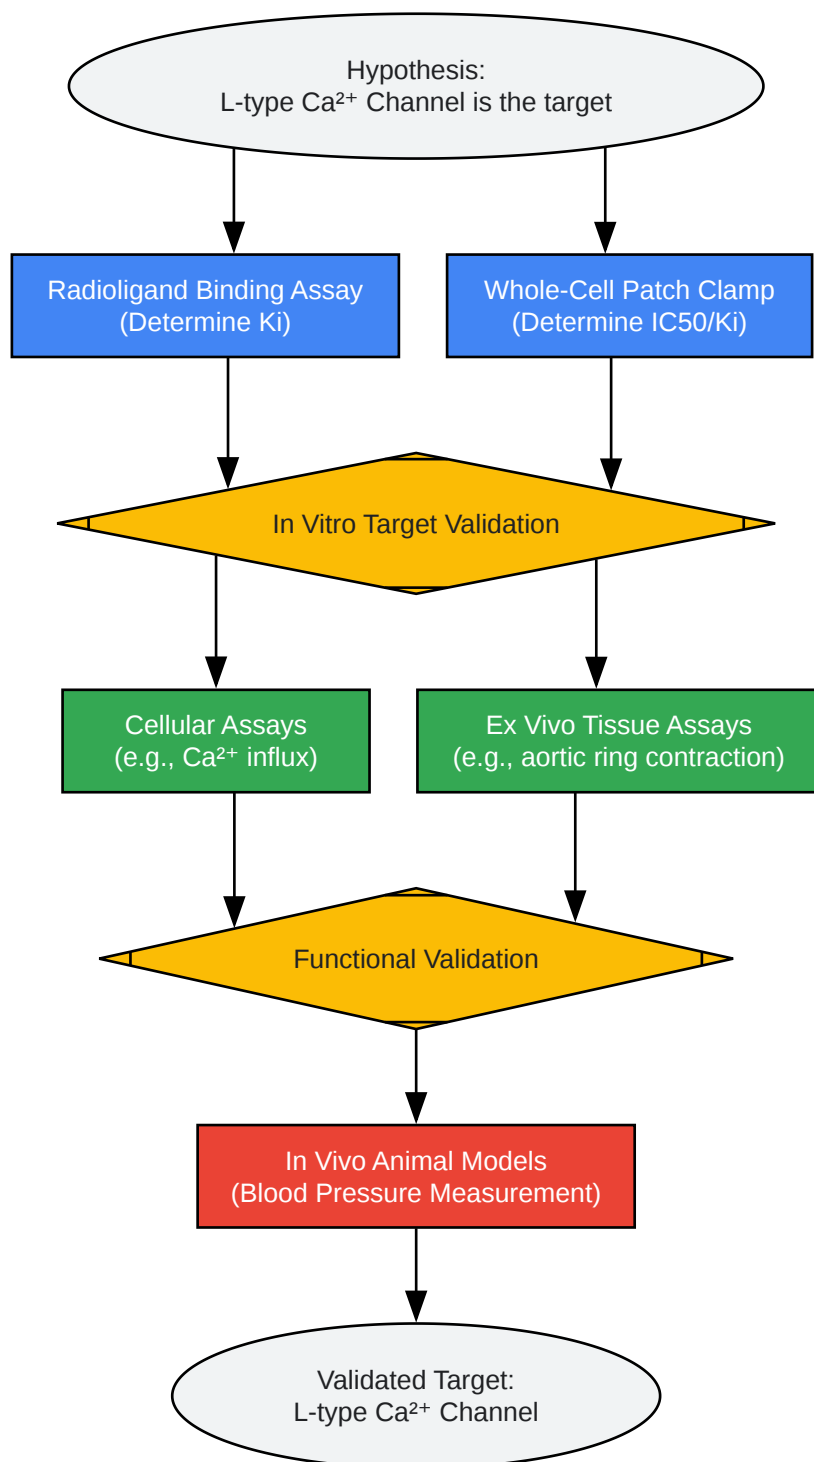 Hypothesis:
L-type Ca²⁺ Channel is the target
Radioligand Binding Assay
(Determine Ki)
Whole-Cell Patch Clamp
(Determine IC50/Ki)
In Vitro Target Validation
Cellular Assays
(e.g., Ca²⁺ influx)
Ex Vivo Tissue Assays
(e.g., aortic ring contraction)
Functional Validation
In Vivo Animal Models
(Blood Pressure Measurement)
Validated Target:
L-type Ca²⁺ Channel